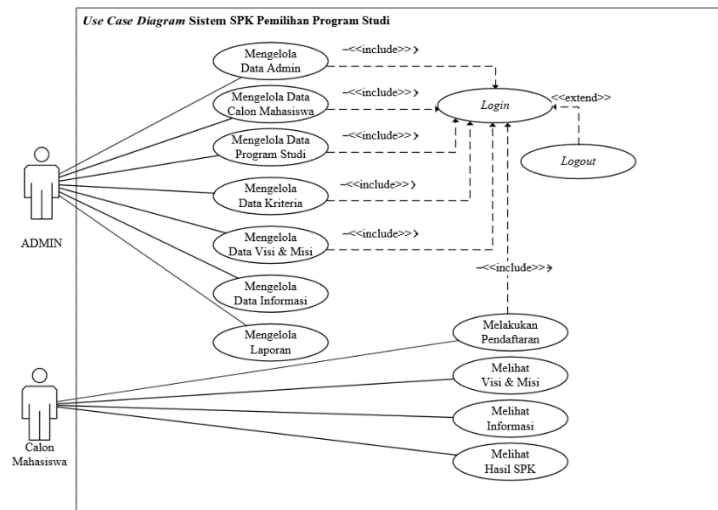 Use Case Diagram Sistem SPK Pemilihan Program Studi
Mengelola
Data Admin
<<include>>
Mengelola Data
Calon Mahasiswa
<<include>>
Login
<<extend>>
Mengelola Data
Program Studi
<<include>>
Logout
Mengelola
Data Kriteria
<<include>>
ADMIN
Mengelola
Data Visi & Misi
<<include>>
<<include>>
Mengelola
Data Informasi
Mengelola
Laporan
Melakukan
Pendaftaran
Melihat
Visi & Misi
Melihat
Informasi
Calon
Mahasiswa
Melihat
Hasil SPK